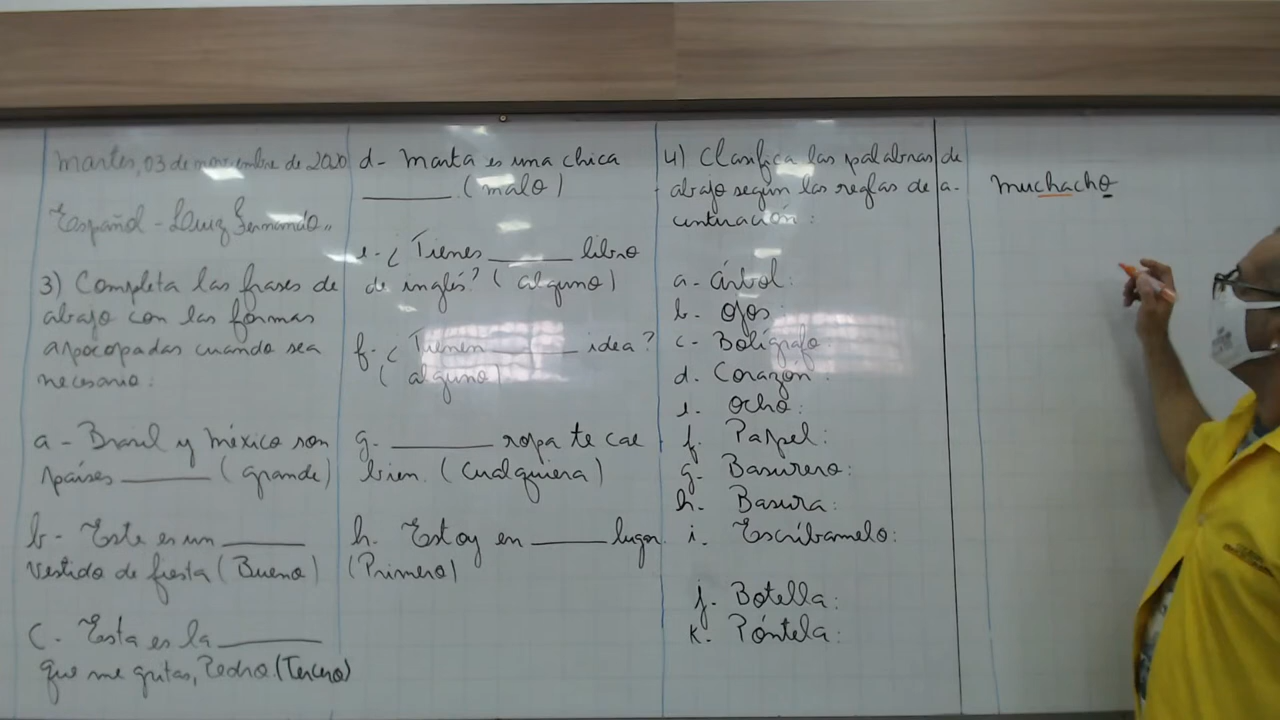 Martes, 03 de noviembre de 2020
Español - Luiz Fernando
3) Completa las frases de
abajo con las formas
apocopadas cuando sea
necesario:
a - Brasil y México son
países ______ (grande)
b - Este es un ______
vestido de fiesta (Bueno)
c - Esta es la ______
que me gritas, Pedro. (Tercero)
d - Marta es una chica
______ (malo)
e - ¿Tienes ______ libro
de inglés? (alguno)
f - ¿Tienen ______ idea?
(alguno)
g. ______ ropa te cae
bien. (Cualquiera)
h. Estoy en ______ lugar.
(Primero)
4) Clasifica las palabras de
abajo según las reglas de a-
centuación:
a - Árbol:
b. Ojos:
c - Bolígrafo:
d. Corazón:
e. Ocho:
f. Papel:
g. Basurero:
h. Basura:
i. Escríbamelo:
j. Botella:
k. Póntela:
muchacho